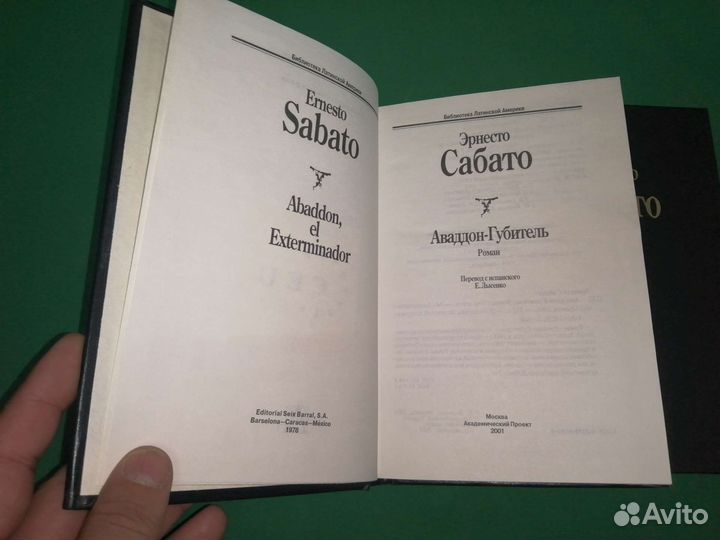 Библиотека Латинской Америки
Ernesto
Sabato
Abaddon,
el
Exterminador
Editorial Seix Barral, S.A.
Barselona—Caracas—México
1978
Библиотека Латинской Америки
Эрнесто
Сабато
Аваддон-Губитель
Роман
Перевод с испанского
Е. Лысенко
Москва
Академический Проект
2001
Avito